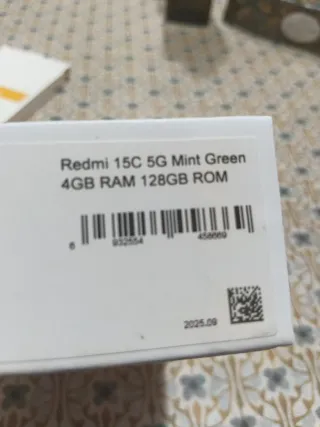 Redmi 15C 5G Mint Green
4GB RAM 128GB ROM
6 932554 458669
2025.09